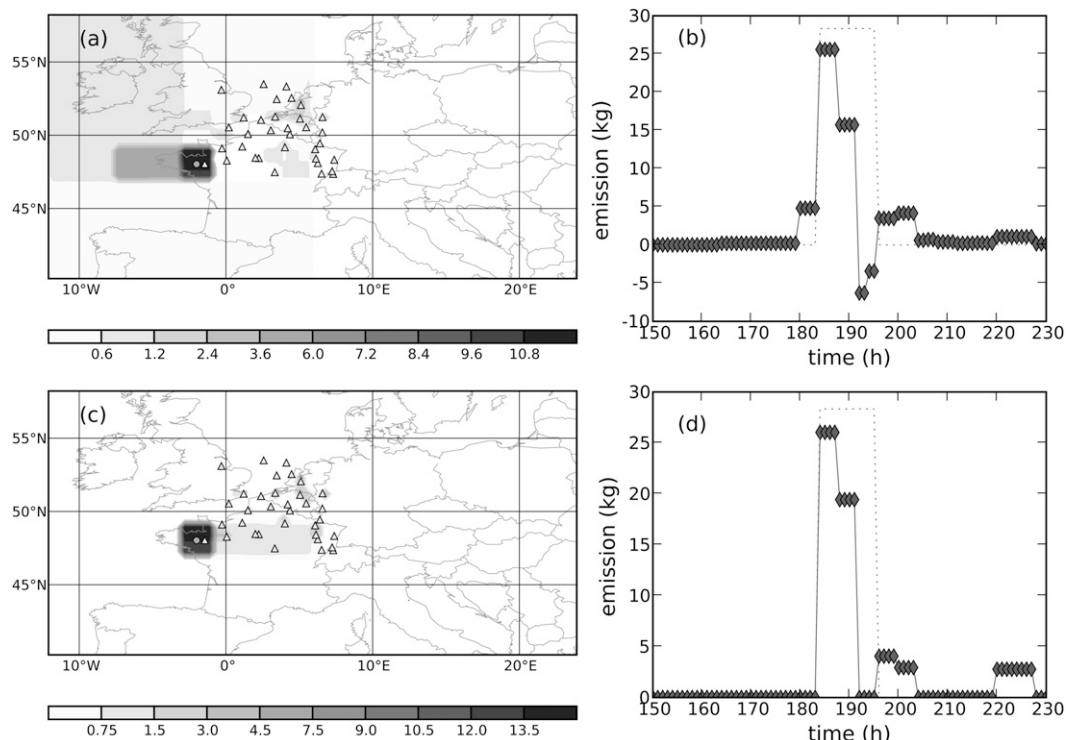 (a)
55°N
50°N
45°N
10°W 0° 10°E 20°E
0.6 1.2 2.4 3.6 6.0 7.2 8.4 9.6 10.8
(b)
emission (kg)
30
25
20
15
10
5
0
-5
-10
150 160 170 180 190 200 210 220 230
time (h)
(c)
55°N
50°N
45°N
10°W 0° 10°E 20°E
0.75 1.5 3.0 4.5 7.5 9.0 10.5 12.0 13.5
(d)
emission (kg)
30
25
20
15
10
5
0
150 160 170 180 190 200 210 220 230
time (h)